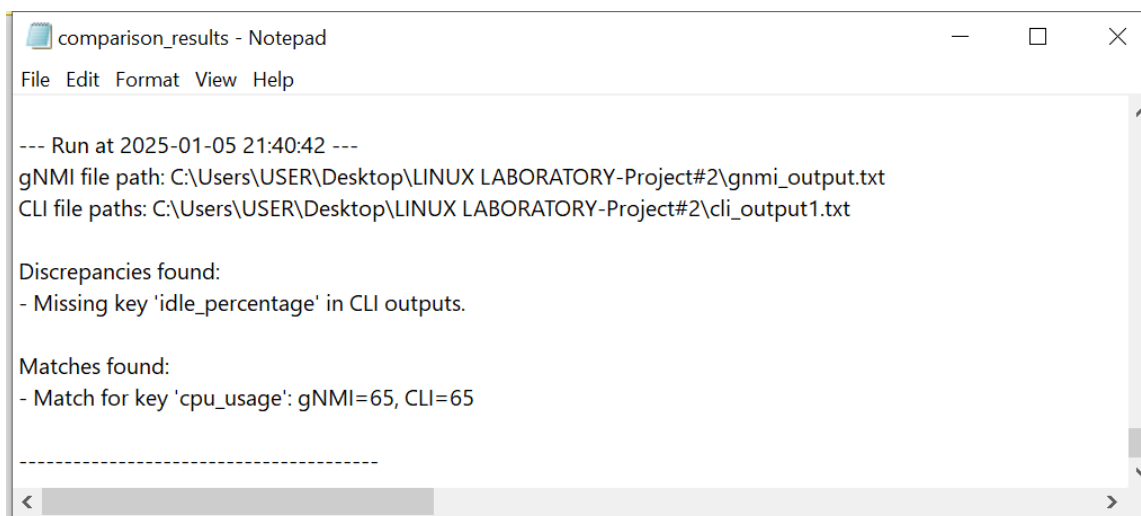 comparison_results - Notepad
File Edit Format View Help
--- Run at 2025-01-05 21:40:42 ---
gNMI file path: C:\Users\USER\Desktop\LINUX LABORATORY-Project#2\gnmi_output.txt
CLI file paths: C:\Users\USER\Desktop\LINUX LABORATORY-Project#2\cli_output1.txt
Discrepancies found:
- Missing key 'idle_percentage' in CLI outputs.
Matches found:
- Match for key 'cpu_usage': gNMI=65, CLI=65
----------------------------------------